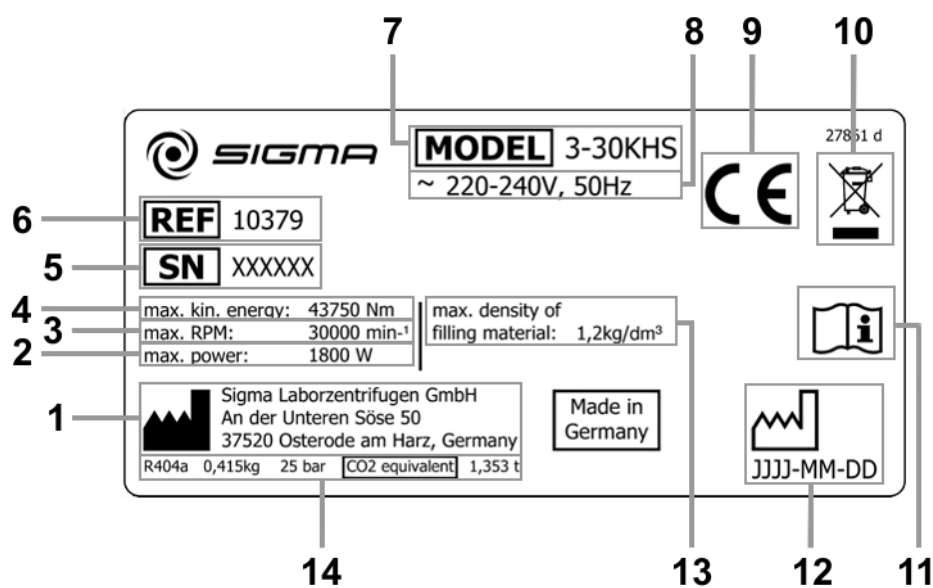 7 8 9 10
27851 d
SIGMA
MODEL 3-30KHS
~ 220-240V, 50Hz
CE
6 REF 10379
5 SN XXXXXX
4 max. kin. energy: 43750 Nm
3 max. RPM: 30000 min-¹
2 max. power: 1800 W
max. density of
filling material: 1,2kg/dm³
i
1
Sigma Laborzentrifugen GmbH
An der Unteren Söse 50
37520 Osterode am Harz, Germany
R404a 0,415kg 25 bar CO2 equivalent 1,353 t
Made in
Germany
JJJJ-MM-DD
14 13 12 11